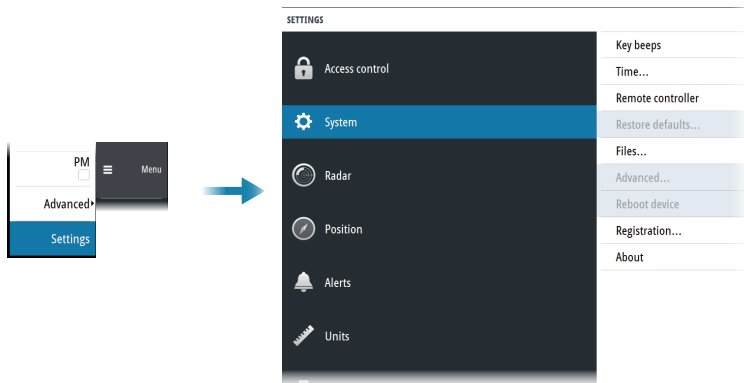 PM
Advanced
Settings
Menu
SETTINGS
Access control
System
Radar
Position
Alerts
Units
Key beeps
Time...
Remote controller
Restore defaults...
Files...
Advanced...
Reboot device
Registration...
About